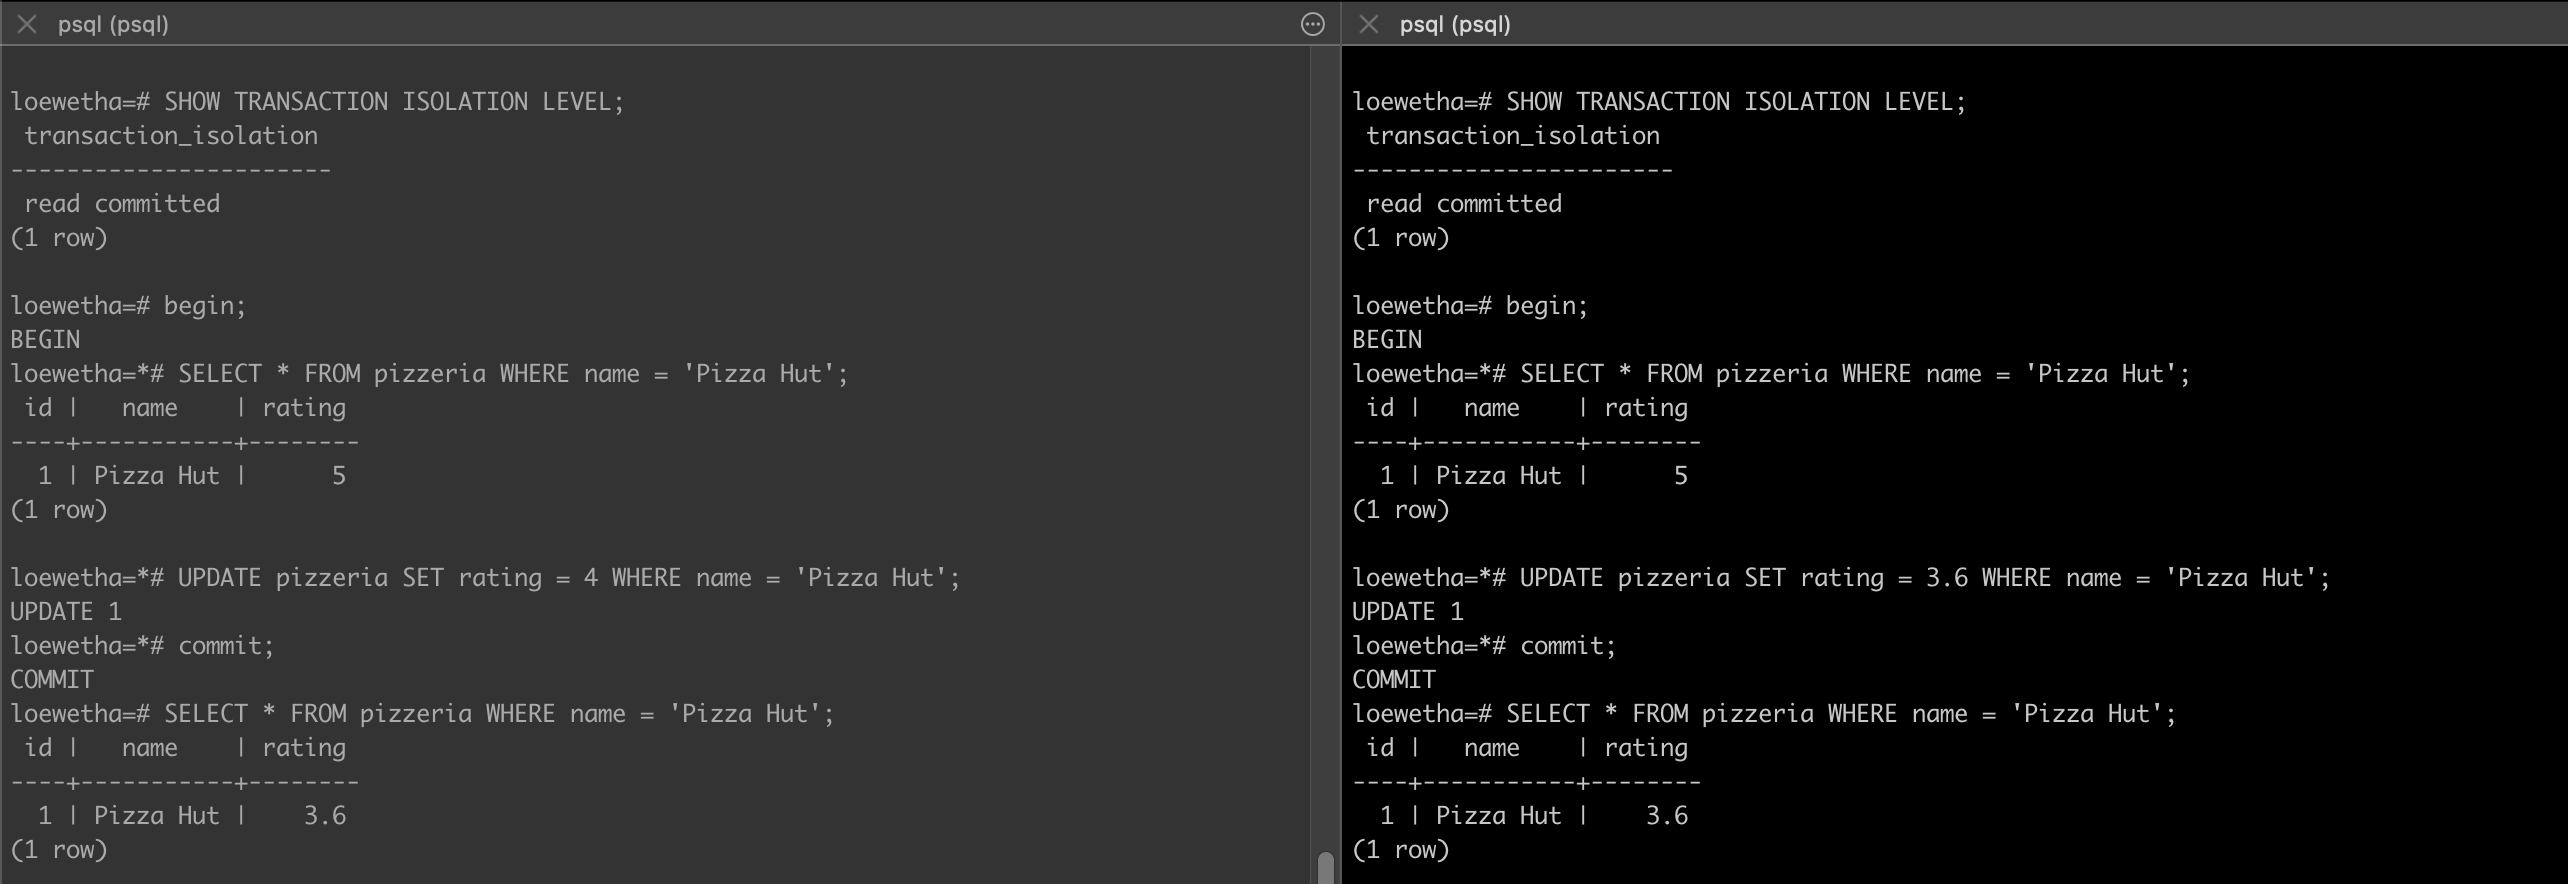 psql (psql)
loewetha=# SHOW TRANSACTION ISOLATION LEVEL;
 transaction_isolation
-----------------------
 read committed
(1 row)
loewetha=# begin;
BEGIN
loewetha=*# SELECT * FROM pizzeria WHERE name = 'Pizza Hut';
 id |   name    | rating
----+-----------+--------
  1 | Pizza Hut |      5
(1 row)
loewetha=*# UPDATE pizzeria SET rating = 4 WHERE name = 'Pizza Hut';
UPDATE 1
loewetha=*# commit;
COMMIT
loewetha=# SELECT * FROM pizzeria WHERE name = 'Pizza Hut';
 id |   name    | rating
----+-----------+--------
  1 | Pizza Hut |    3.6
(1 row)
psql (psql)
loewetha=# SHOW TRANSACTION ISOLATION LEVEL;
 transaction_isolation
-----------------------
 read committed
(1 row)
loewetha=# begin;
BEGIN
loewetha=*# SELECT * FROM pizzeria WHERE name = 'Pizza Hut';
 id |   name    | rating
----+-----------+--------
  1 | Pizza Hut |      5
(1 row)
loewetha=*# UPDATE pizzeria SET rating = 3.6 WHERE name = 'Pizza Hut';
UPDATE 1
loewetha=*# commit;
COMMIT
loewetha=# SELECT * FROM pizzeria WHERE name = 'Pizza Hut';
 id |   name    | rating
----+-----------+--------
  1 | Pizza Hut |    3.6
(1 row)